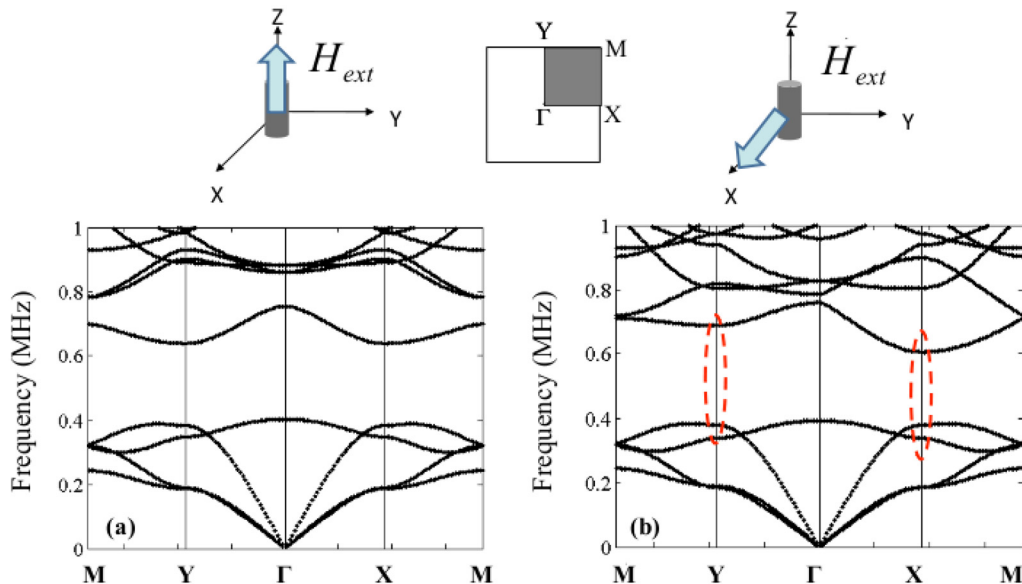 Z
H_ext
Y
X
Y
M
Γ
X
Z
H_ext
Y
X
Frequency (MHz)
1
0.8
0.6
0.4
0.2
0
(a)
M Y Γ X M
Frequency (MHz)
1
0.8
0.6
0.4
0.2
0
(b)
M Y Γ X M